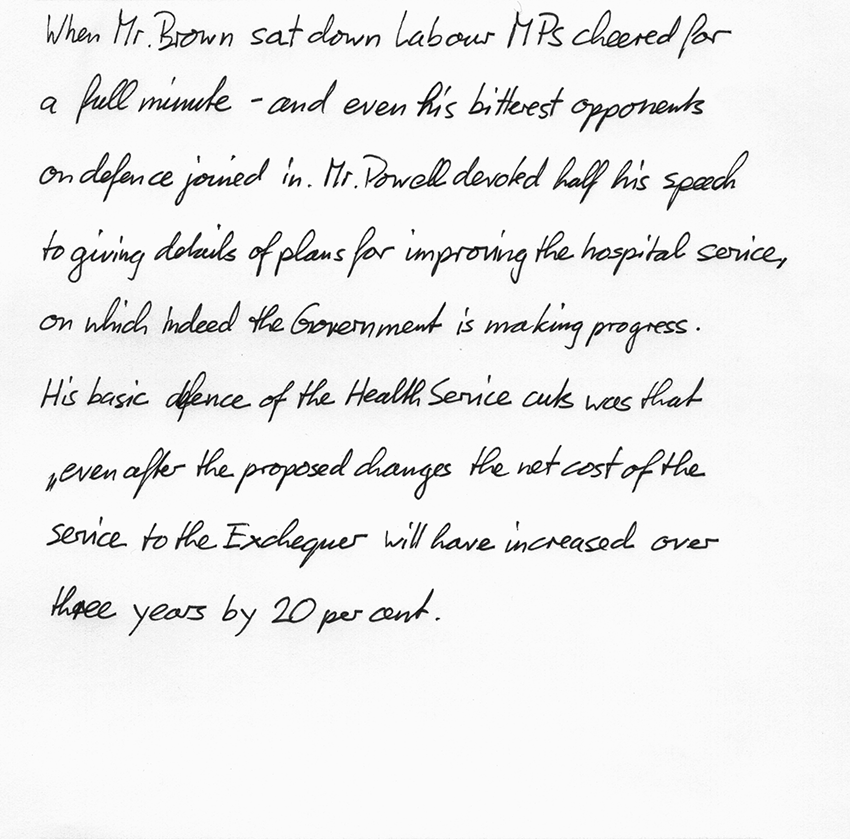 When Mr. Brown sat down Labour MPs cheered for
a full minute - and even his bitterest opponents
on defence joined in. Mr. Powell devoted half his speech
to giving details of plans for improving the hospital service,
on which indeed the Government is making progress.
His basic defence of the Health Service cuts was that
„even after the proposed changes the net cost of the
service to the Exchequer will have increased over
three years by 20 per cent.